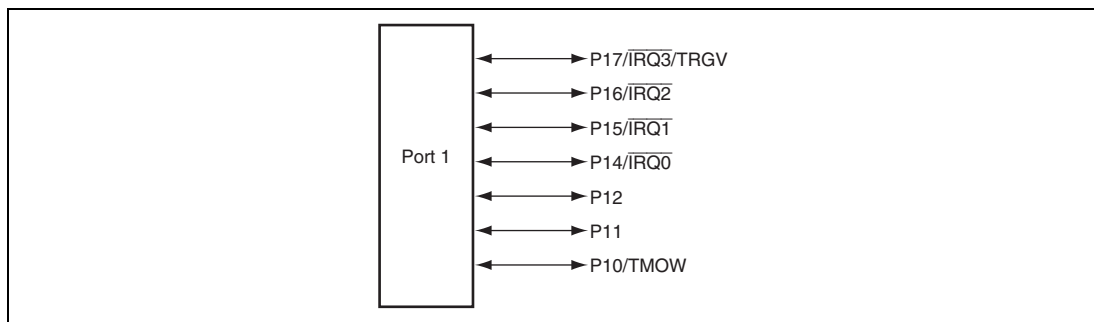 Port 1
P17/IRQ3/TRGV
P16/IRQ2
P15/IRQ1
P14/IRQ0
P12
P11
P10/TMOW